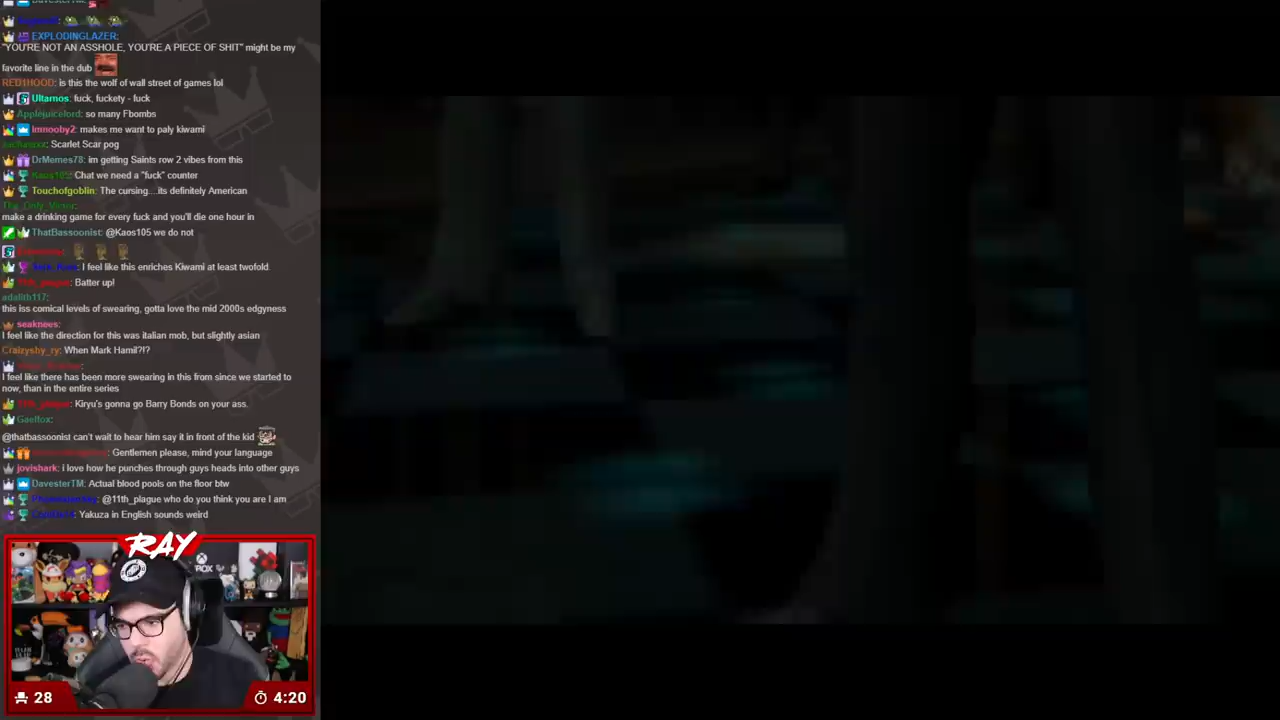 EXPLODINGLAZER:
"YOU'RE NOT AN ASSHOLE, YOU'RE A PIECE OF SHIT" might be my
favorite line in the dub
RED1HOOD: is this the wolf of wall street of games lol
Ultamos: fuck, fuckety - fuck
Applejuicelord: so many Fbombs
Imnooby2: makes me want to paly kiwami
Scarlet Scar pog
DrMemes78: im getting Saints row 2 vibes from this
Kaos105: Chat we need a "fuck" counter
Touchofgoblin: The cursing....its definitely American
The_Only_Victor:
make a drinking game for every fuck and you'll die one hour in
ThatBassoonist: @Kaos105 we do not
I feel like this enriches Kiwami at least twofold
11th_plague: Batter up!
adalith117:
this iss comical levels of swearing, gotta love the mid 2000s edgyness
seaknees:
I feel like the direction for this was italian mob, but slightly asian
Craizyshy_ry: When Mark Hamil?!?
I feel like there has been more swearing in this from since we started to
now, than in the entire series
11th_plague: Kiryu's gonna go Barry Bonds on your ass.
Gaelfox:
@thatbassoonist can't wait to hear him say it in front of the kid
Gentlemen please, mind your language
jovishark: i love how he punches through guys heads into other guys
DavesterTM: Actual blood pools on the floor btw
@11th_plague who do you think you are I am
Yakuza in English sounds weird
RAY
XBOX
28
4:20